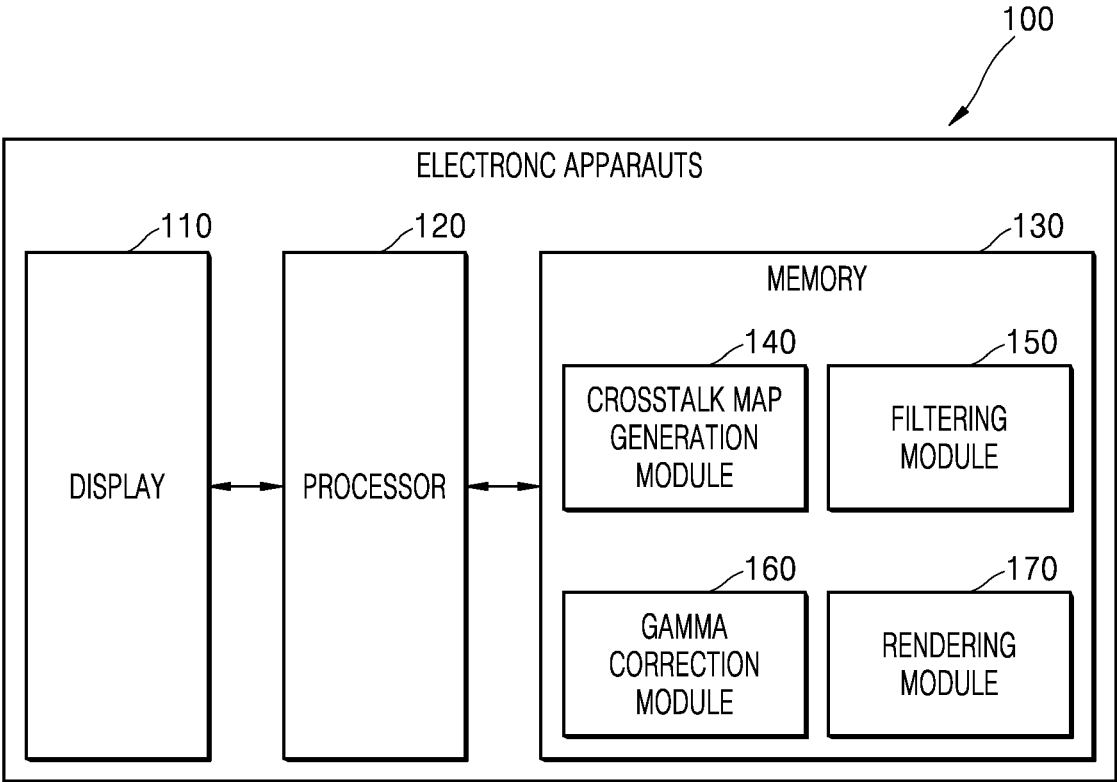 100
ELECTRONC APPARAUTS
110
120
130
DISPLAY
PROCESSOR
MEMORY
140
150
CROSSTALK MAP
GENERATION
MODULE
FILTERING
MODULE
160
170
GAMMA
CORRECTION
MODULE
RENDERING
MODULE